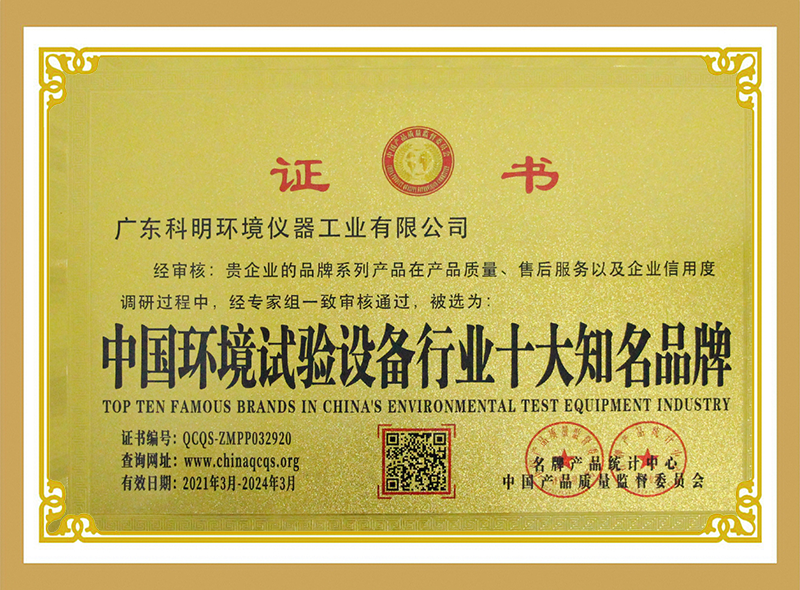 证 书
广东科明环境仪器工业有限公司
经审核：贵企业的品牌系列产品在产品质量、售后服务以及企业信用度
调研过程中，经专家组一致审核通过，被选为：
中国环境试验设备行业十大知名品牌
TOP TEN FAMOUS BRANDS IN CHINA'S ENVIRONMENTAL TEST EQUIPMENT INDUSTRY
证书编号：QCQS-ZMPP032920
查询网址：www.chinaqcqs.org
有效日期：2021年3月-2024年3月
名牌产品统计中心
中国产品质量监督委员会